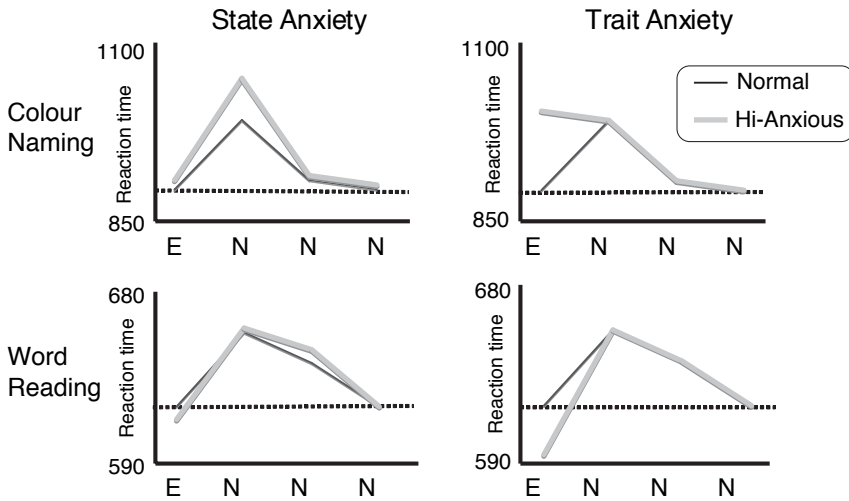 State Anxiety
Trait Anxiety
1100
1100
Normal
Hi-Anxious
Colour
Naming
Reaction time
Reaction time
850
850
E N N N
E N N N
680
680
Word
Reading
Reaction time
Reaction time
590
590
E N N N
E N N N